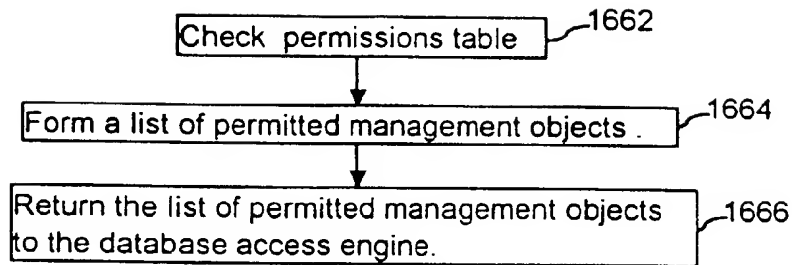 Check permissions table
1662
Form a list of permitted management objects .
1664
Return the list of permitted management objects
to the database access engine.
1666